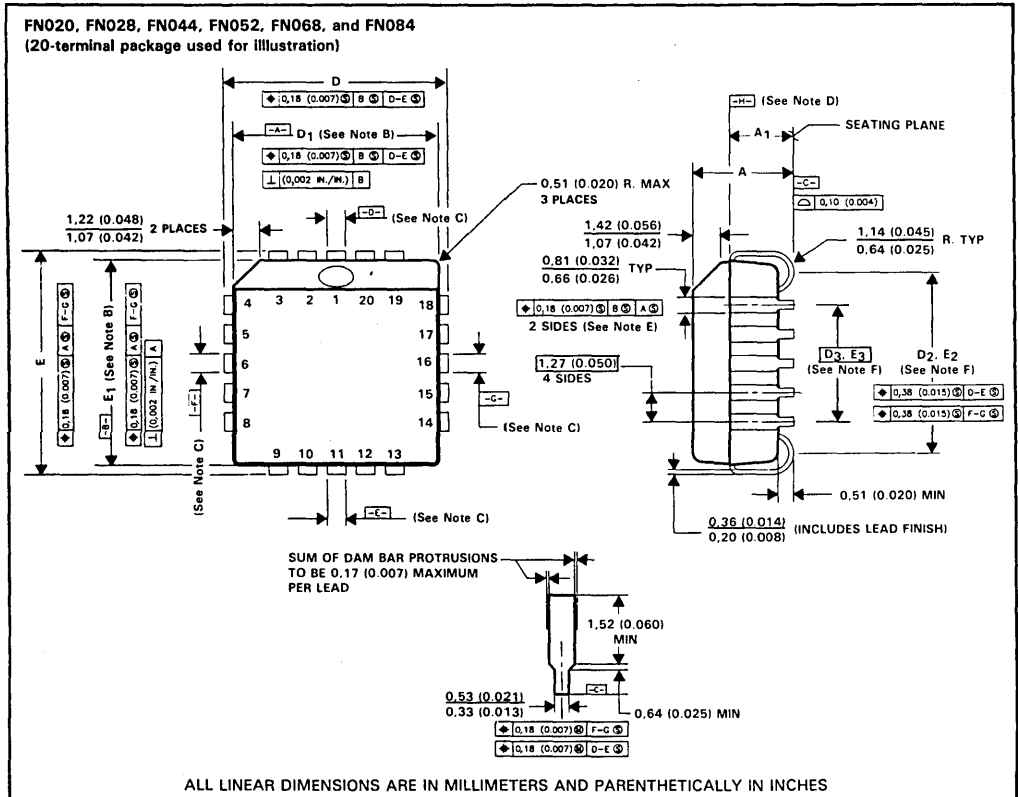 FN020, FN028, FN044, FN052, FN068, and FN084
(20-terminal package used for illlustration)
D
⌖ 0,18 (0.007) Ⓢ B Ⓢ D-E Ⓢ
-A-
D1 (See Note B)
⌖ 0,18 (0.007) Ⓢ B Ⓢ D-E Ⓢ
⊥ (0,002 IN./IN.) B
1,22 (0.048)
1,07 (0.042)
2 PLACES
-D-
(See Note C)
0,51 (0.020) R. MAX
3 PLACES
-H- (See Note D)
A1
SEATING PLANE
A
-C-
⌓ 0,10 (0.004)
1,42 (0.056)
1,07 (0.042)
1,14 (0.045)
0,64 (0.025)
R. TYP
0,81 (0.032)
0,66 (0.026)
TYP
⌖ 0,18 (0.007) Ⓢ B Ⓢ A Ⓢ
2 SIDES (See Note E)
1,27 (0.050)
4 SIDES
D3, E3
(See Note F)
D2, E2
(See Note F)
⌖ 0,38 (0.015) Ⓢ D-E Ⓢ
⌖ 0,38 (0.015) Ⓢ F-G Ⓢ
0,51 (0.020) MIN
0,36 (0.014)
0,20 (0.008)
(INCLUDES LEAD FINISH)
E
⌖ 0,18 (0.007) Ⓢ A Ⓢ F-G Ⓢ
-B-
E1 (See Note B)
⌖ 0,18 (0.007) Ⓢ A Ⓢ F-G Ⓢ
⊥ (0,002 IN./IN.) A
-F-
(See Note C)
4 3 2 1 20 19 18
5 17
6 16
7 15
8 14
9 10 11 12 13
-G-
(See Note C)
-E- (See Note C)
SUM OF DAM BAR PROTRUSIONS
TO BE 0,17 (0.007) MAXIMUM
PER LEAD
1,52 (0.060)
MIN
-C-
0,53 (0.021)
0,33 (0.013)
0,64 (0.025) MIN
⌖ 0,18 (0.007) Ⓜ F-G Ⓢ
⌖ 0,18 (0.007) Ⓜ D-E Ⓢ
ALL LINEAR DIMENSIONS ARE IN MILLIMETERS AND PARENTHETICALLY IN INCHES